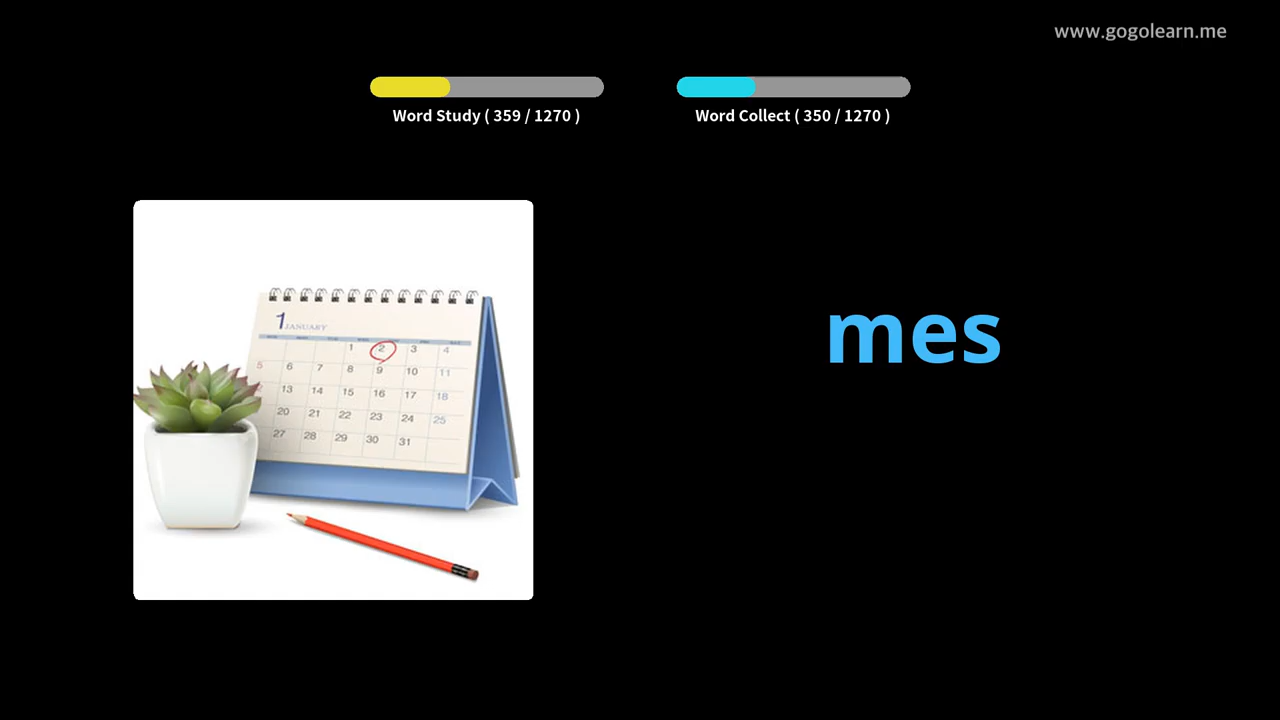 www.gogolearn.me
Word Study ( 359 / 1270 )
Word Collect ( 350 / 1270 )
mes
1 JANUARY
1 2 3 4
5 6 7 8 9 10 11
13 14 15 16 17 18
20 21 22 23 24 25
27 28 29 30 31